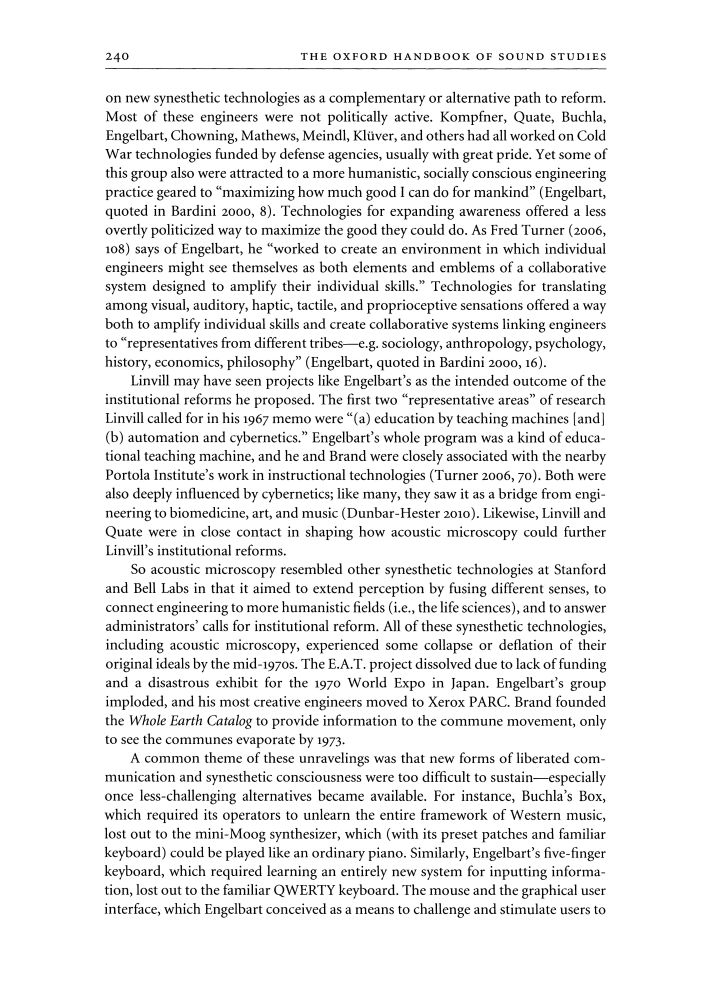 240
THE OXFORD HANDBOOK OF SOUND STUDIES
on new synesthetic technologies as a complementary or alternative path to reform.
Most of these engineers were not politically active. Kompfner, Quate, Buchla,
Engelbart, Chowning, Mathews, Meindl, Klüver, and others had all worked on Cold
War technologies funded by defense agencies, usually with great pride. Yet some of
this group also were attracted to a more humanistic, socially conscious engineering
practice geared to “maximizing how much good I can do for mankind” (Engelbart,
quoted in Bardini 2000, 8). Technologies for expanding awareness offered a less
overtly politicized way to maximize the good they could do. As Fred Turner (2006,
108) says of Engelbart, he “worked to create an environment in which individual
engineers might see themselves as both elements and emblems of a collaborative
system designed to amplify their individual skills.” Technologies for translating
among visual, auditory, haptic, tactile, and proprioceptive sensations offered a way
both to amplify individual skills and create collaborative systems linking engineers
to “representatives from different tribes—e.g. sociology, anthropology, psychology,
history, economics, philosophy” (Engelbart, quoted in Bardini 2000, 16).
Linvill may have seen projects like Engelbart’s as the intended outcome of the
institutional reforms he proposed. The first two “representative areas” of research
Linvill called for in his 1967 memo were “(a) education by teaching machines [and]
(b) automation and cybernetics.” Engelbart’s whole program was a kind of educa-
tional teaching machine, and he and Brand were closely associated with the nearby
Portola Institute’s work in instructional technologies (Turner 2006, 70). Both were
also deeply influenced by cybernetics; like many, they saw it as a bridge from engi-
neering to biomedicine, art, and music (Dunbar-Hester 2010). Likewise, Linvill and
Quate were in close contact in shaping how acoustic microscopy could further
Linvill’s institutional reforms.
So acoustic microscopy resembled other synesthetic technologies at Stanford
and Bell Labs in that it aimed to extend perception by fusing different senses, to
connect engineering to more humanistic fields (i.e., the life sciences), and to answer
administrators’ calls for institutional reform. All of these synesthetic technologies,
including acoustic microscopy, experienced some collapse or deflation of their
original ideals by the mid-1970s. The E.A.T. project dissolved due to lack of funding
and a disastrous exhibit for the 1970 World Expo in Japan. Engelbart’s group
imploded, and his most creative engineers moved to Xerox PARC. Brand founded
the Whole Earth Catalog to provide information to the commune movement, only
to see the communes evaporate by 1973.
A common theme of these unravelings was that new forms of liberated com-
munication and synesthetic consciousness were too difficult to sustain—especially
once less-challenging alternatives became available. For instance, Buchla’s Box,
which required its operators to unlearn the entire framework of Western music,
lost out to the mini-Moog synthesizer, which (with its preset patches and familiar
keyboard) could be played like an ordinary piano. Similarly, Engelbart’s five-finger
keyboard, which required learning an entirely new system for inputting informa-
tion, lost out to the familiar QWERTY keyboard. The mouse and the graphical user
interface, which Engelbart conceived as a means to challenge and stimulate users to